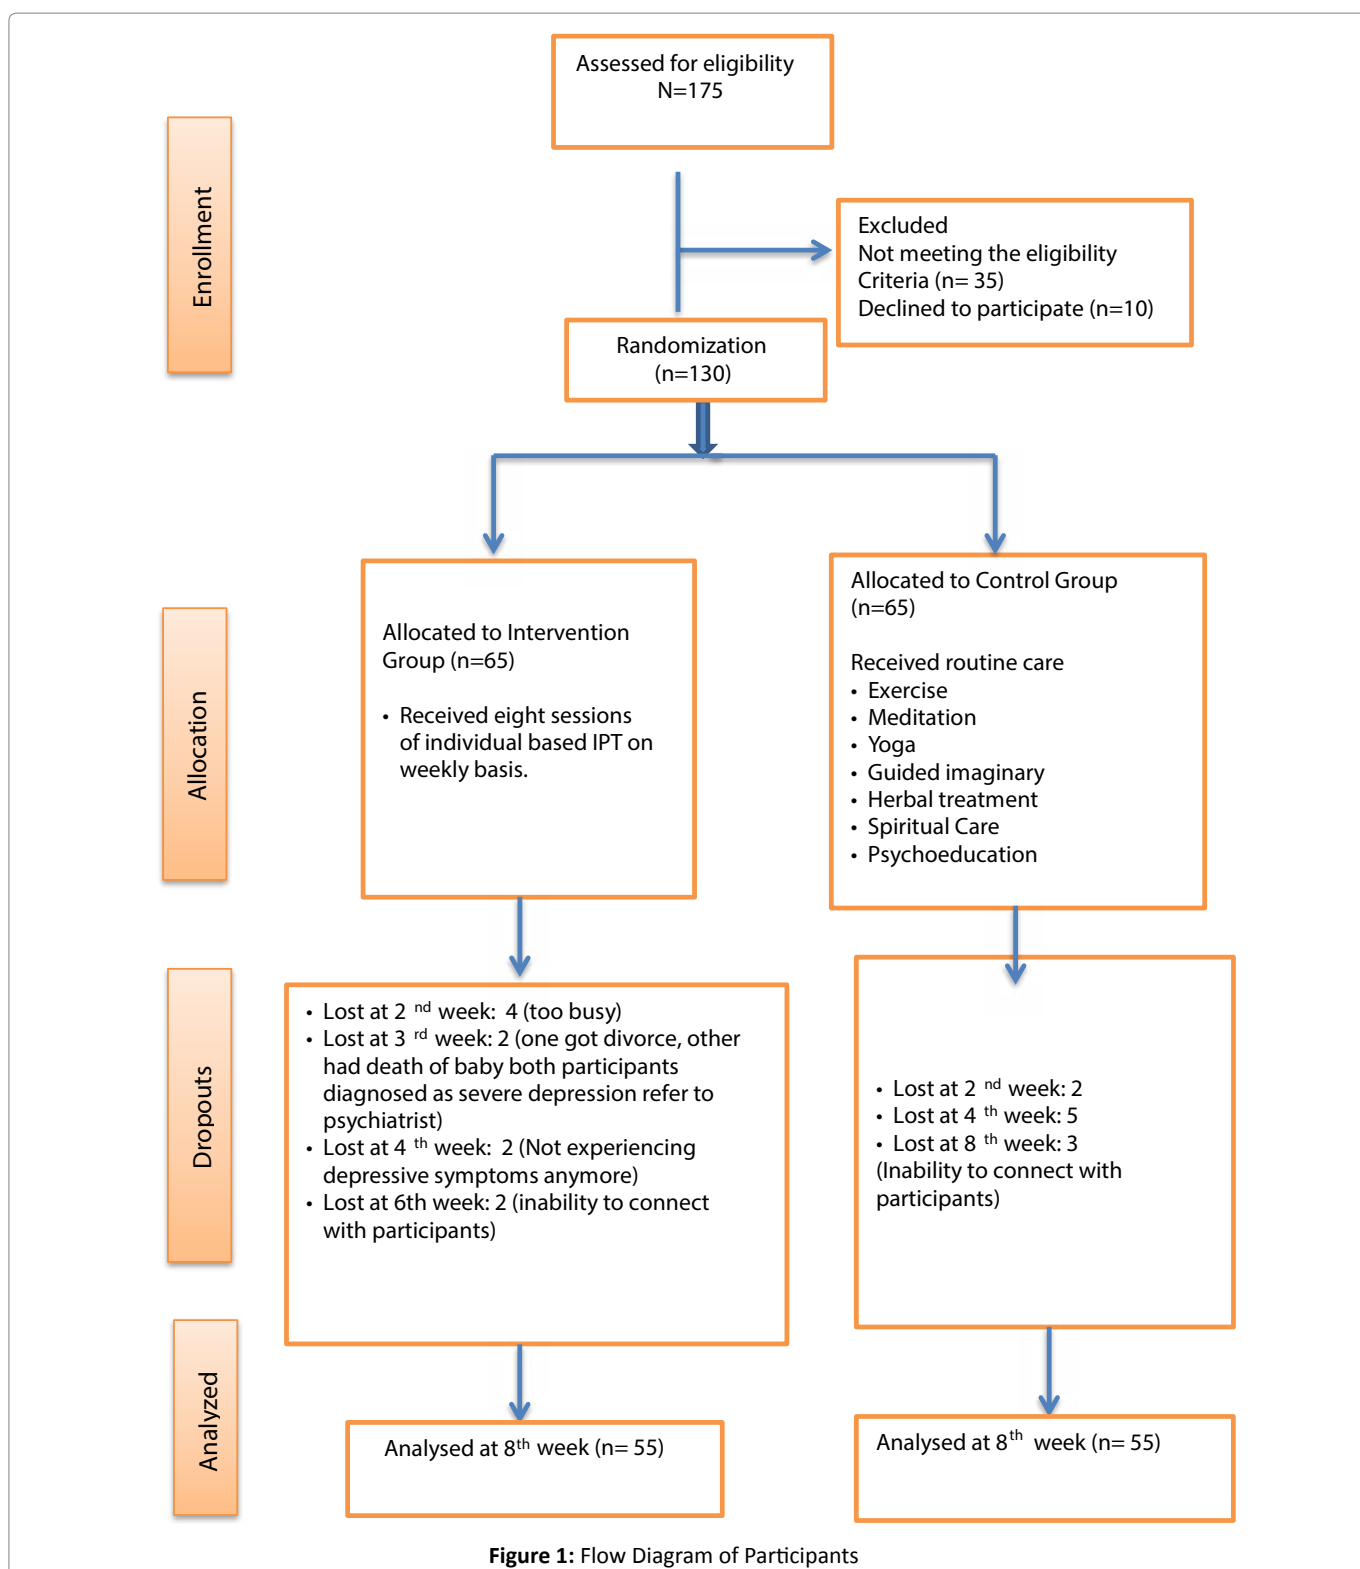 Assessed for eligibility
N=175
Enrollment
Excluded
Not meeting the eligibility
Criteria (n= 35)
Declined to participate (n=10)
Randomization
(n=130)
Allocation
Allocated to Intervention
Group (n=65)
• Received eight sessions
of individual based IPT on
weekly basis.
Allocated to Control Group
(n=65)
Received routine care
• Exercise
• Meditation
• Yoga
• Guided imaginary
• Herbal treatment
• Spiritual Care
• Psychoeducation
Dropouts
• Lost at 2 nd week: 4 (too busy)
• Lost at 3 rd week: 2 (one got divorce, other
had death of baby both participants
diagnosed as severe depression refer to
psychiatrist)
• Lost at 4 th week: 2 (Not experiencing
depressive symptoms anymore)
• Lost at 6th week: 2 (inability to connect
with participants)
• Lost at 2 nd week: 2
• Lost at 4 th week: 5
• Lost at 8 th week: 3
(Inability to connect with
participants)
Analyzed
Analysed at 8th week (n= 55)
Analysed at 8th week (n= 55)
Figure 1: Flow Diagram of Participants